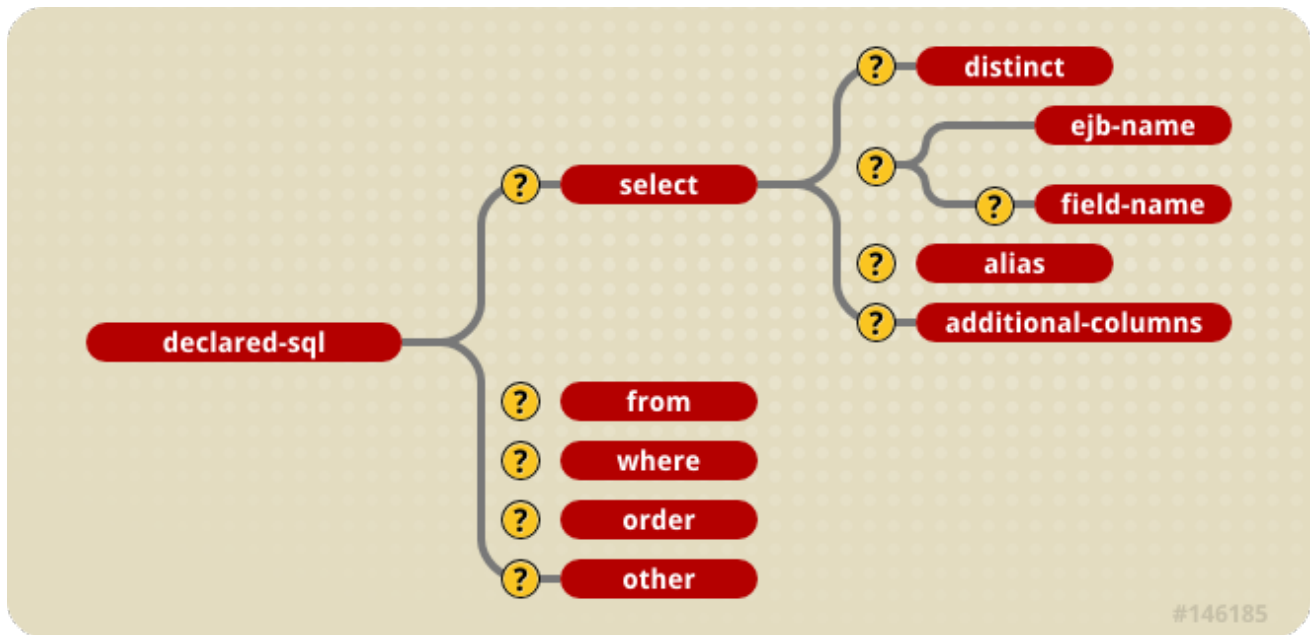 ? distinct
? ejb-name
? field-name
? select
? alias
? additional-columns
declared-sql
? from
? where
? order
? other
#146185